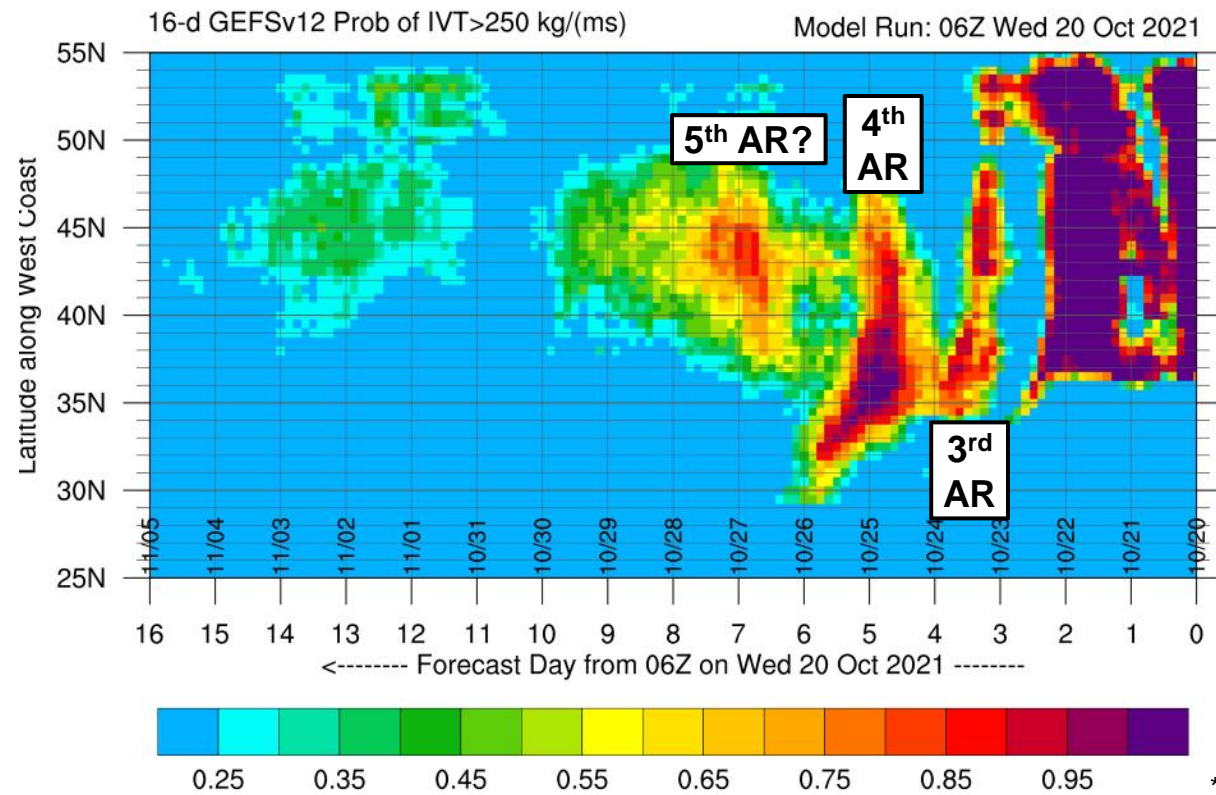 16-d GEFSv12 Prob of IVT>250 kg/(ms)
Model Run: 06Z Wed 20 Oct 2021
55N
50N
45N
40N
35N
30N
25N
Latitude along West Coast
5th AR?
4th
AR
3rd
AR
11/05
11/04
11/03
11/02
11/01
10/31
10/30
10/29
10/28
10/27
10/26
10/25
10/24
10/23
10/22
10/21
10/20
16 15 14 13 12 11 10 9 8 7 6 5 4 3 2 1 0
<-------- Forecast Day from 06Z on Wed 20 Oct 2021 --------
0.25 0.35 0.45 0.55 0.65 0.75 0.85 0.95 *